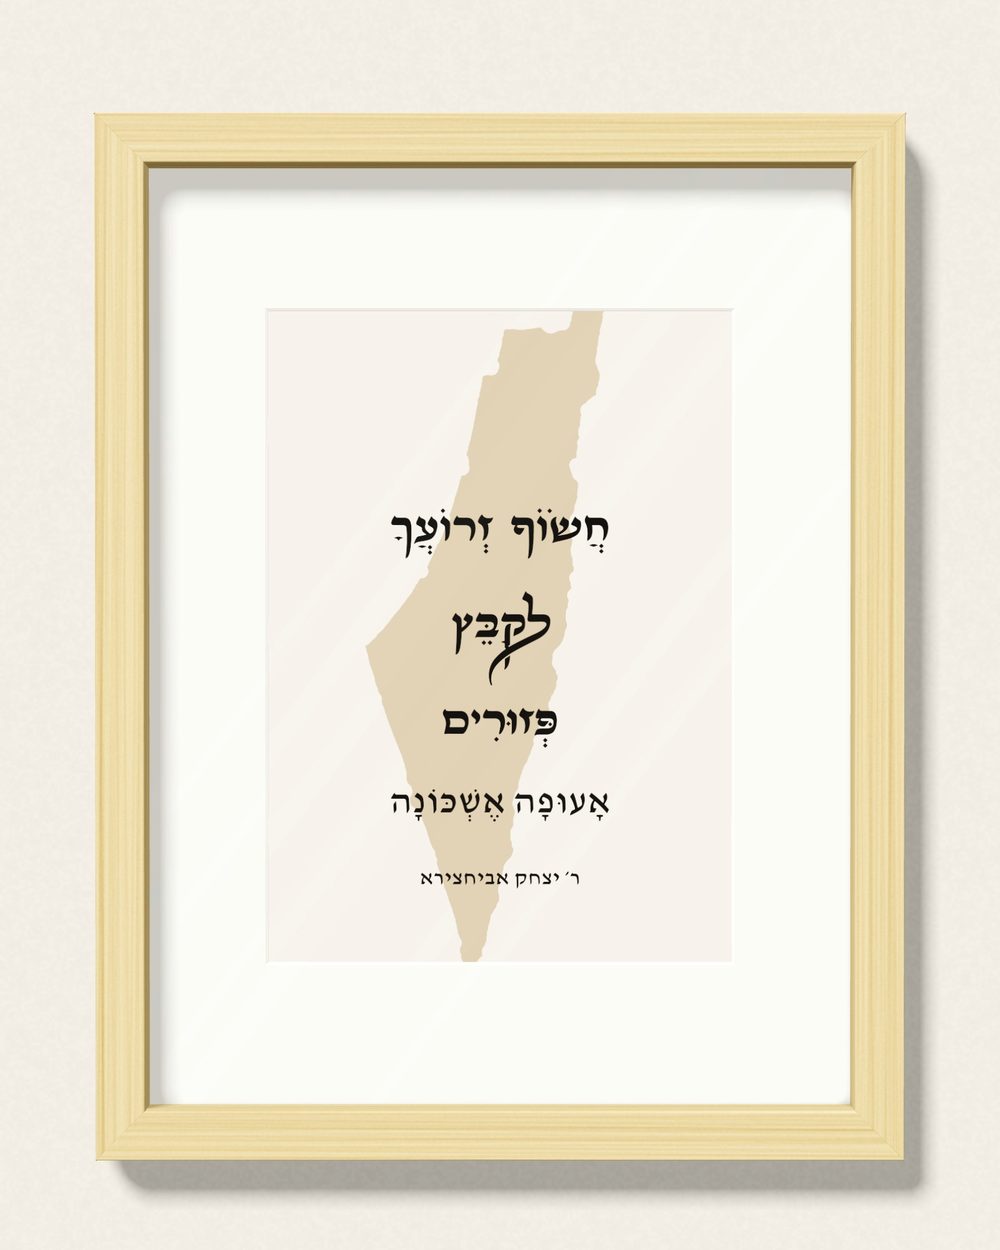 חֲשׂוֹף זְרוֹעֲךָ
לְקַבֵּץ
פְּזוּרִים
אָעוּפָה אֶשְׁכּוֹנָה
ר׳ יצחק אביחצירא